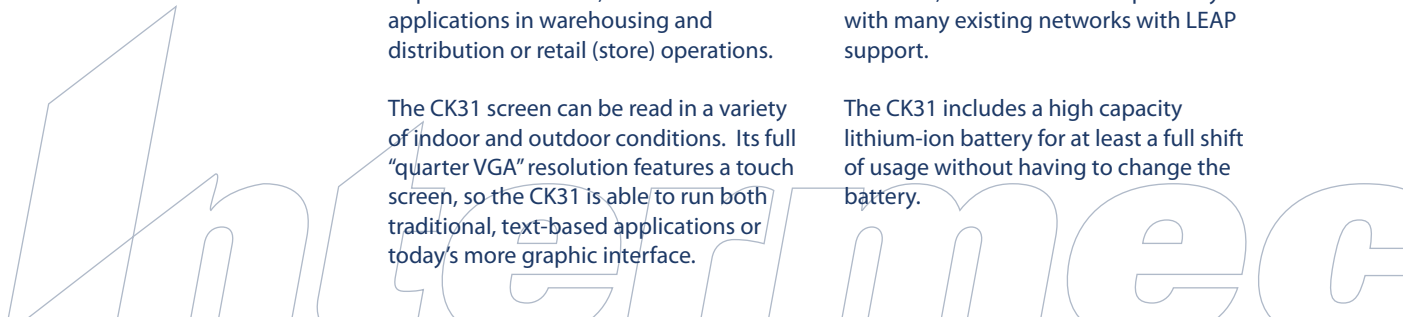 applications in warehousing and
distribution or retail (store) operations.
The CK31 screen can be read in a variety
of indoor and outdoor conditions.  Its full
“quarter VGA” resolution features a touch
screen, so the CK31 is able to run both
traditional, text-based applications or
today’s more graphic interface.
with many existing networks with LEAP
support.
The CK31 includes a high capacity
lithium-ion battery for at least a full shift
of usage without having to change the
battery.
Intermec